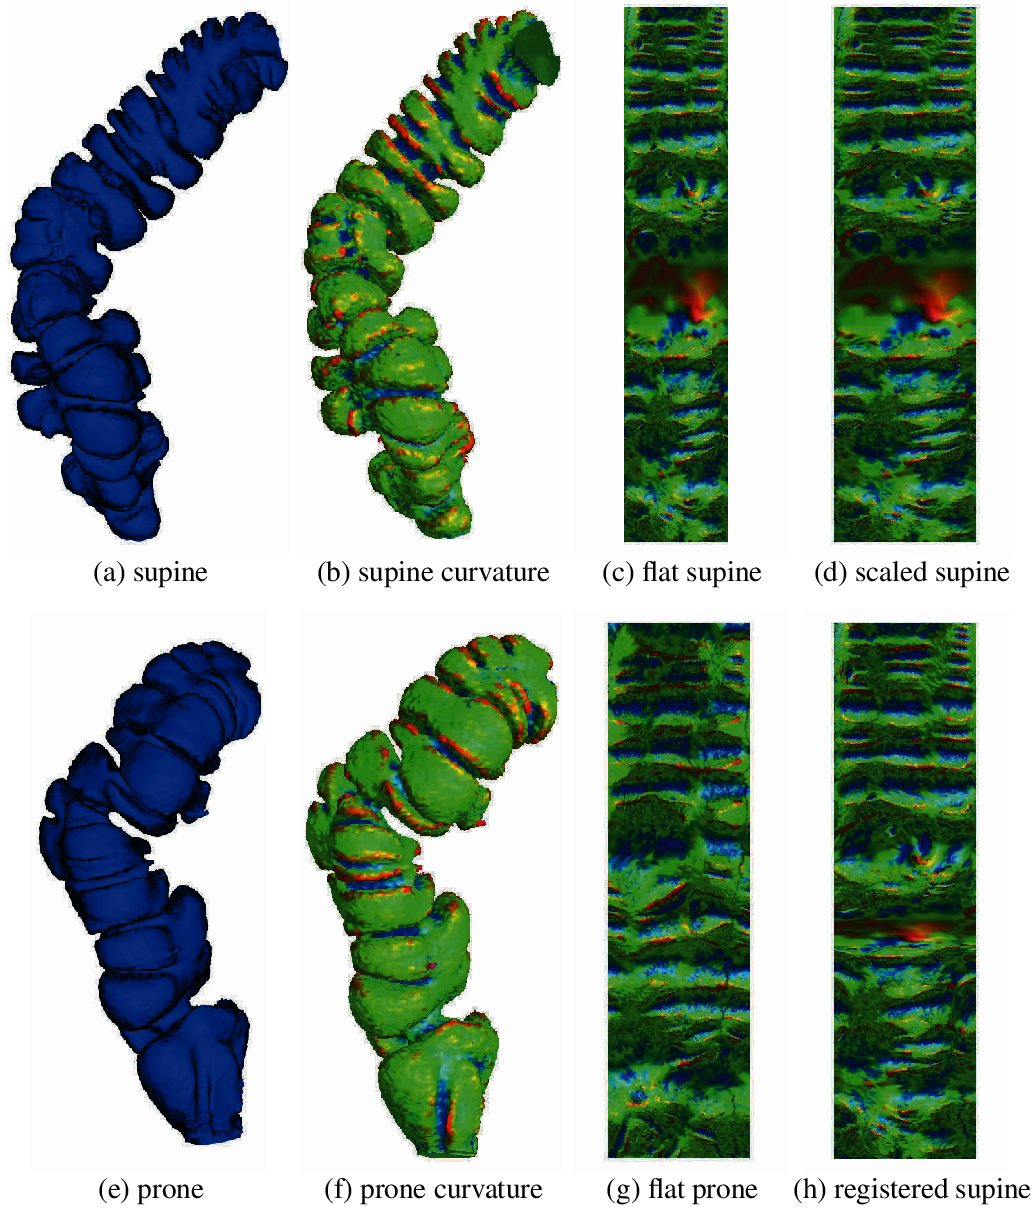 (a) supine
(b) supine curvature
(c) flat supine
(d) scaled supine
(e) prone
(f) prone curvature
(g) flat prone
(h) registered supine